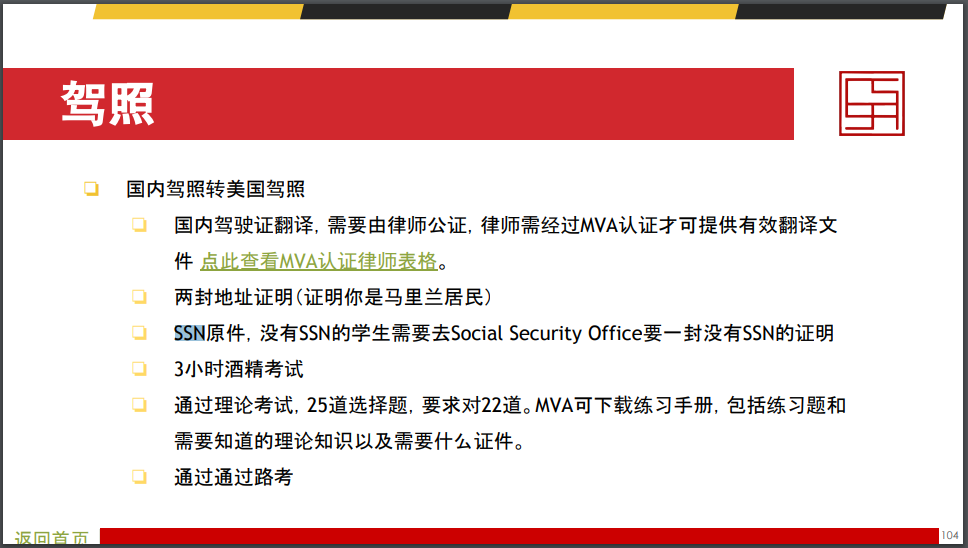 驾照
国内驾照转美国驾照
国内驾驶证翻译，需要由律师公证，律师需经过MVA认证才可提供有效翻译文
件 点此查看MVA认证律师表格。
两封地址证明（证明你是马里兰居民）
SSN原件，没有SSN的学生需要去Social Security Office要一封没有SSN的证明
3小时酒精考试
通过理论考试，25道选择题，要求对22道。MVA可下载练习手册，包括练习题和
需要知道的理论知识以及需要什么证件。
通过通过路考
返回首页
104